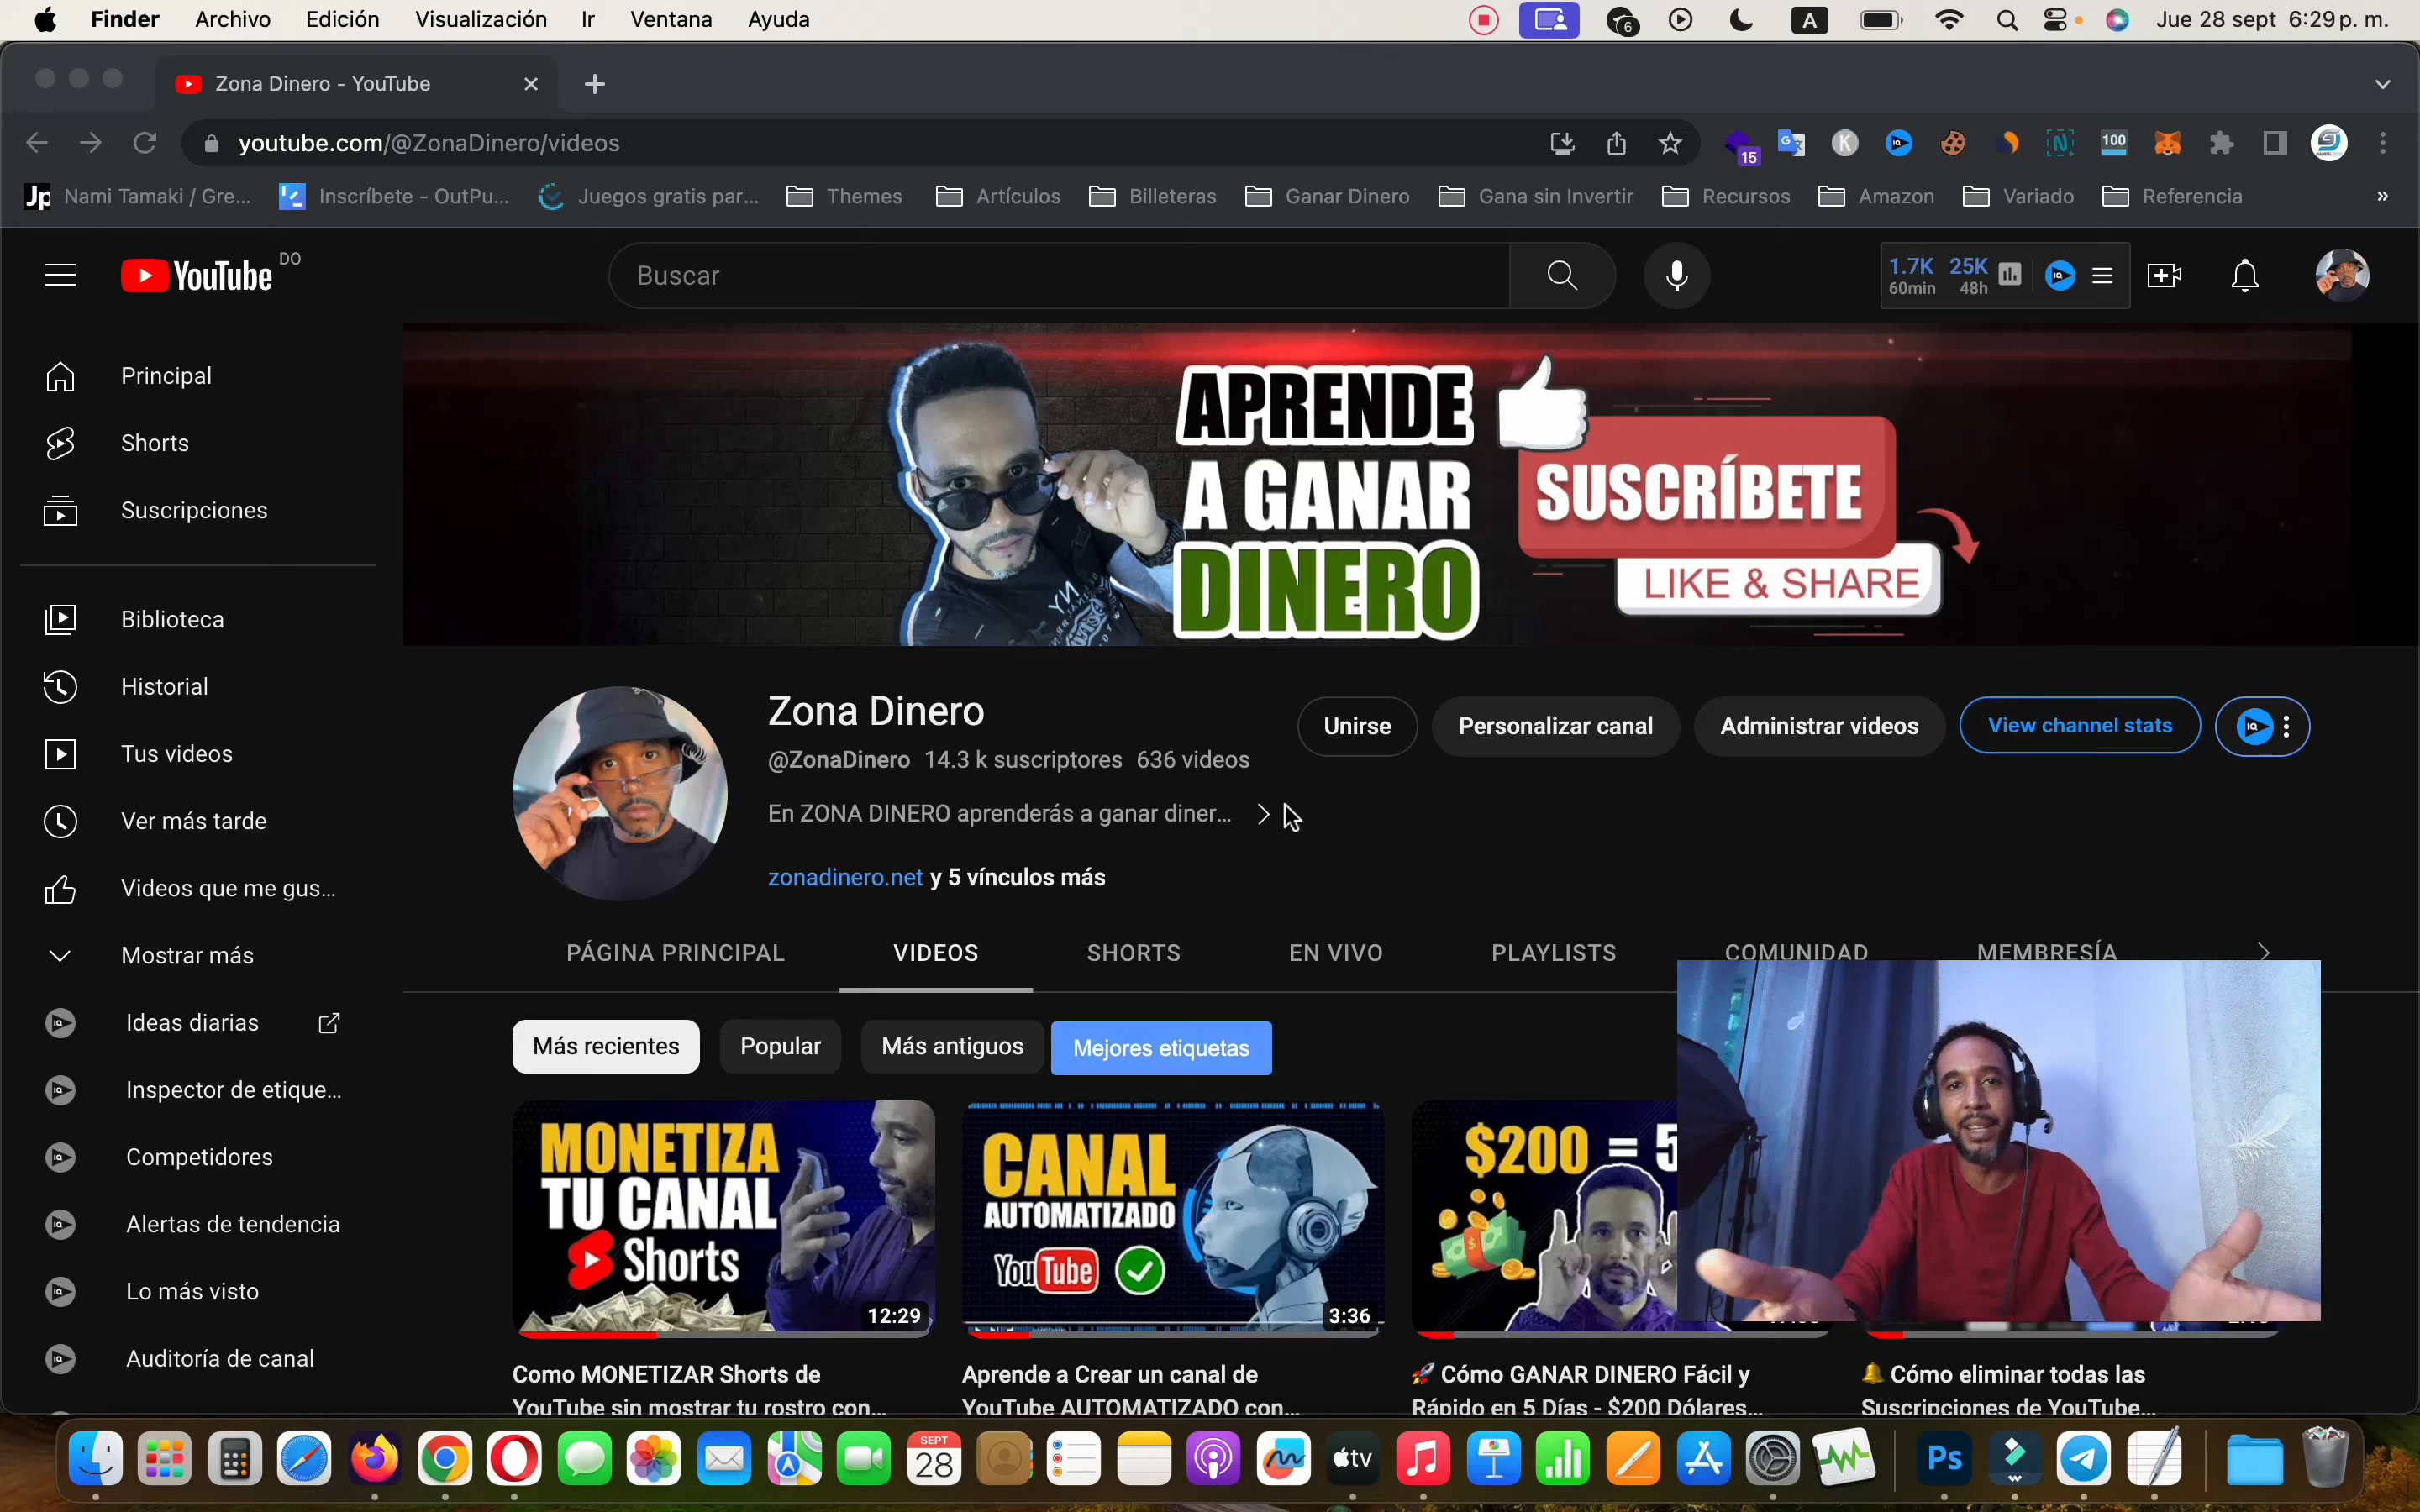 Finder Archivo Edición Visualización Ir Ventana Ayuda
6
A
Jue 28 sept 6:29 p. m.
Zona Dinero - YouTube
youtube.com/@ZonaDinero/videos
15
K
100
Jp Nami Tamaki / Gre...
Inscríbete - OutPu...
Juegos gratis par...
Themes
Artículos
Billeteras
Ganar Dinero
Gana sin Invertir
Recursos
Amazon
Variado
Referencia
»
YouTube DO
Buscar
1.7K 25K
60min 48h
Principal
Shorts
Suscripciones
Biblioteca
Historial
Tus videos
Ver más tarde
Videos que me gus...
Mostrar más
Ideas diarias
Inspector de etique...
Competidores
Alertas de tendencia
Lo más visto
Auditoría de canal
APRENDE
A GANAR
DINERO
SUSCRÍBETE
LIKE & SHARE
Zona Dinero
@ZonaDinero 14.3 k suscriptores 636 videos
En ZONA DINERO aprenderás a ganar diner...
zonadinero.net y 5 vínculos más
Unirse
Personalizar canal
Administrar videos
View channel stats
PÁGINA PRINCIPAL
VIDEOS
SHORTS
EN VIVO
PLAYLISTS
COMUNIDAD
MEMBRESÍA
Más recientes
Popular
Más antiguos
Mejores etiquetas
MONETIZA
TU CANAL
Shorts
12:29
CANAL
AUTOMATIZADO
YouTube
3:36
$200 = 5
Como MONETIZAR Shorts de
YouTube sin mostrar tu rostro con...
Aprende a Crear un canal de
YouTube AUTOMATIZADO con...
🚀 Cómo GANAR DINERO Fácil y
Rápido en 5 Días - $200 Dólares...
🔔 Cómo eliminar todas las
Suscripciones de YouTube...
SEPT
28
tv
Ps